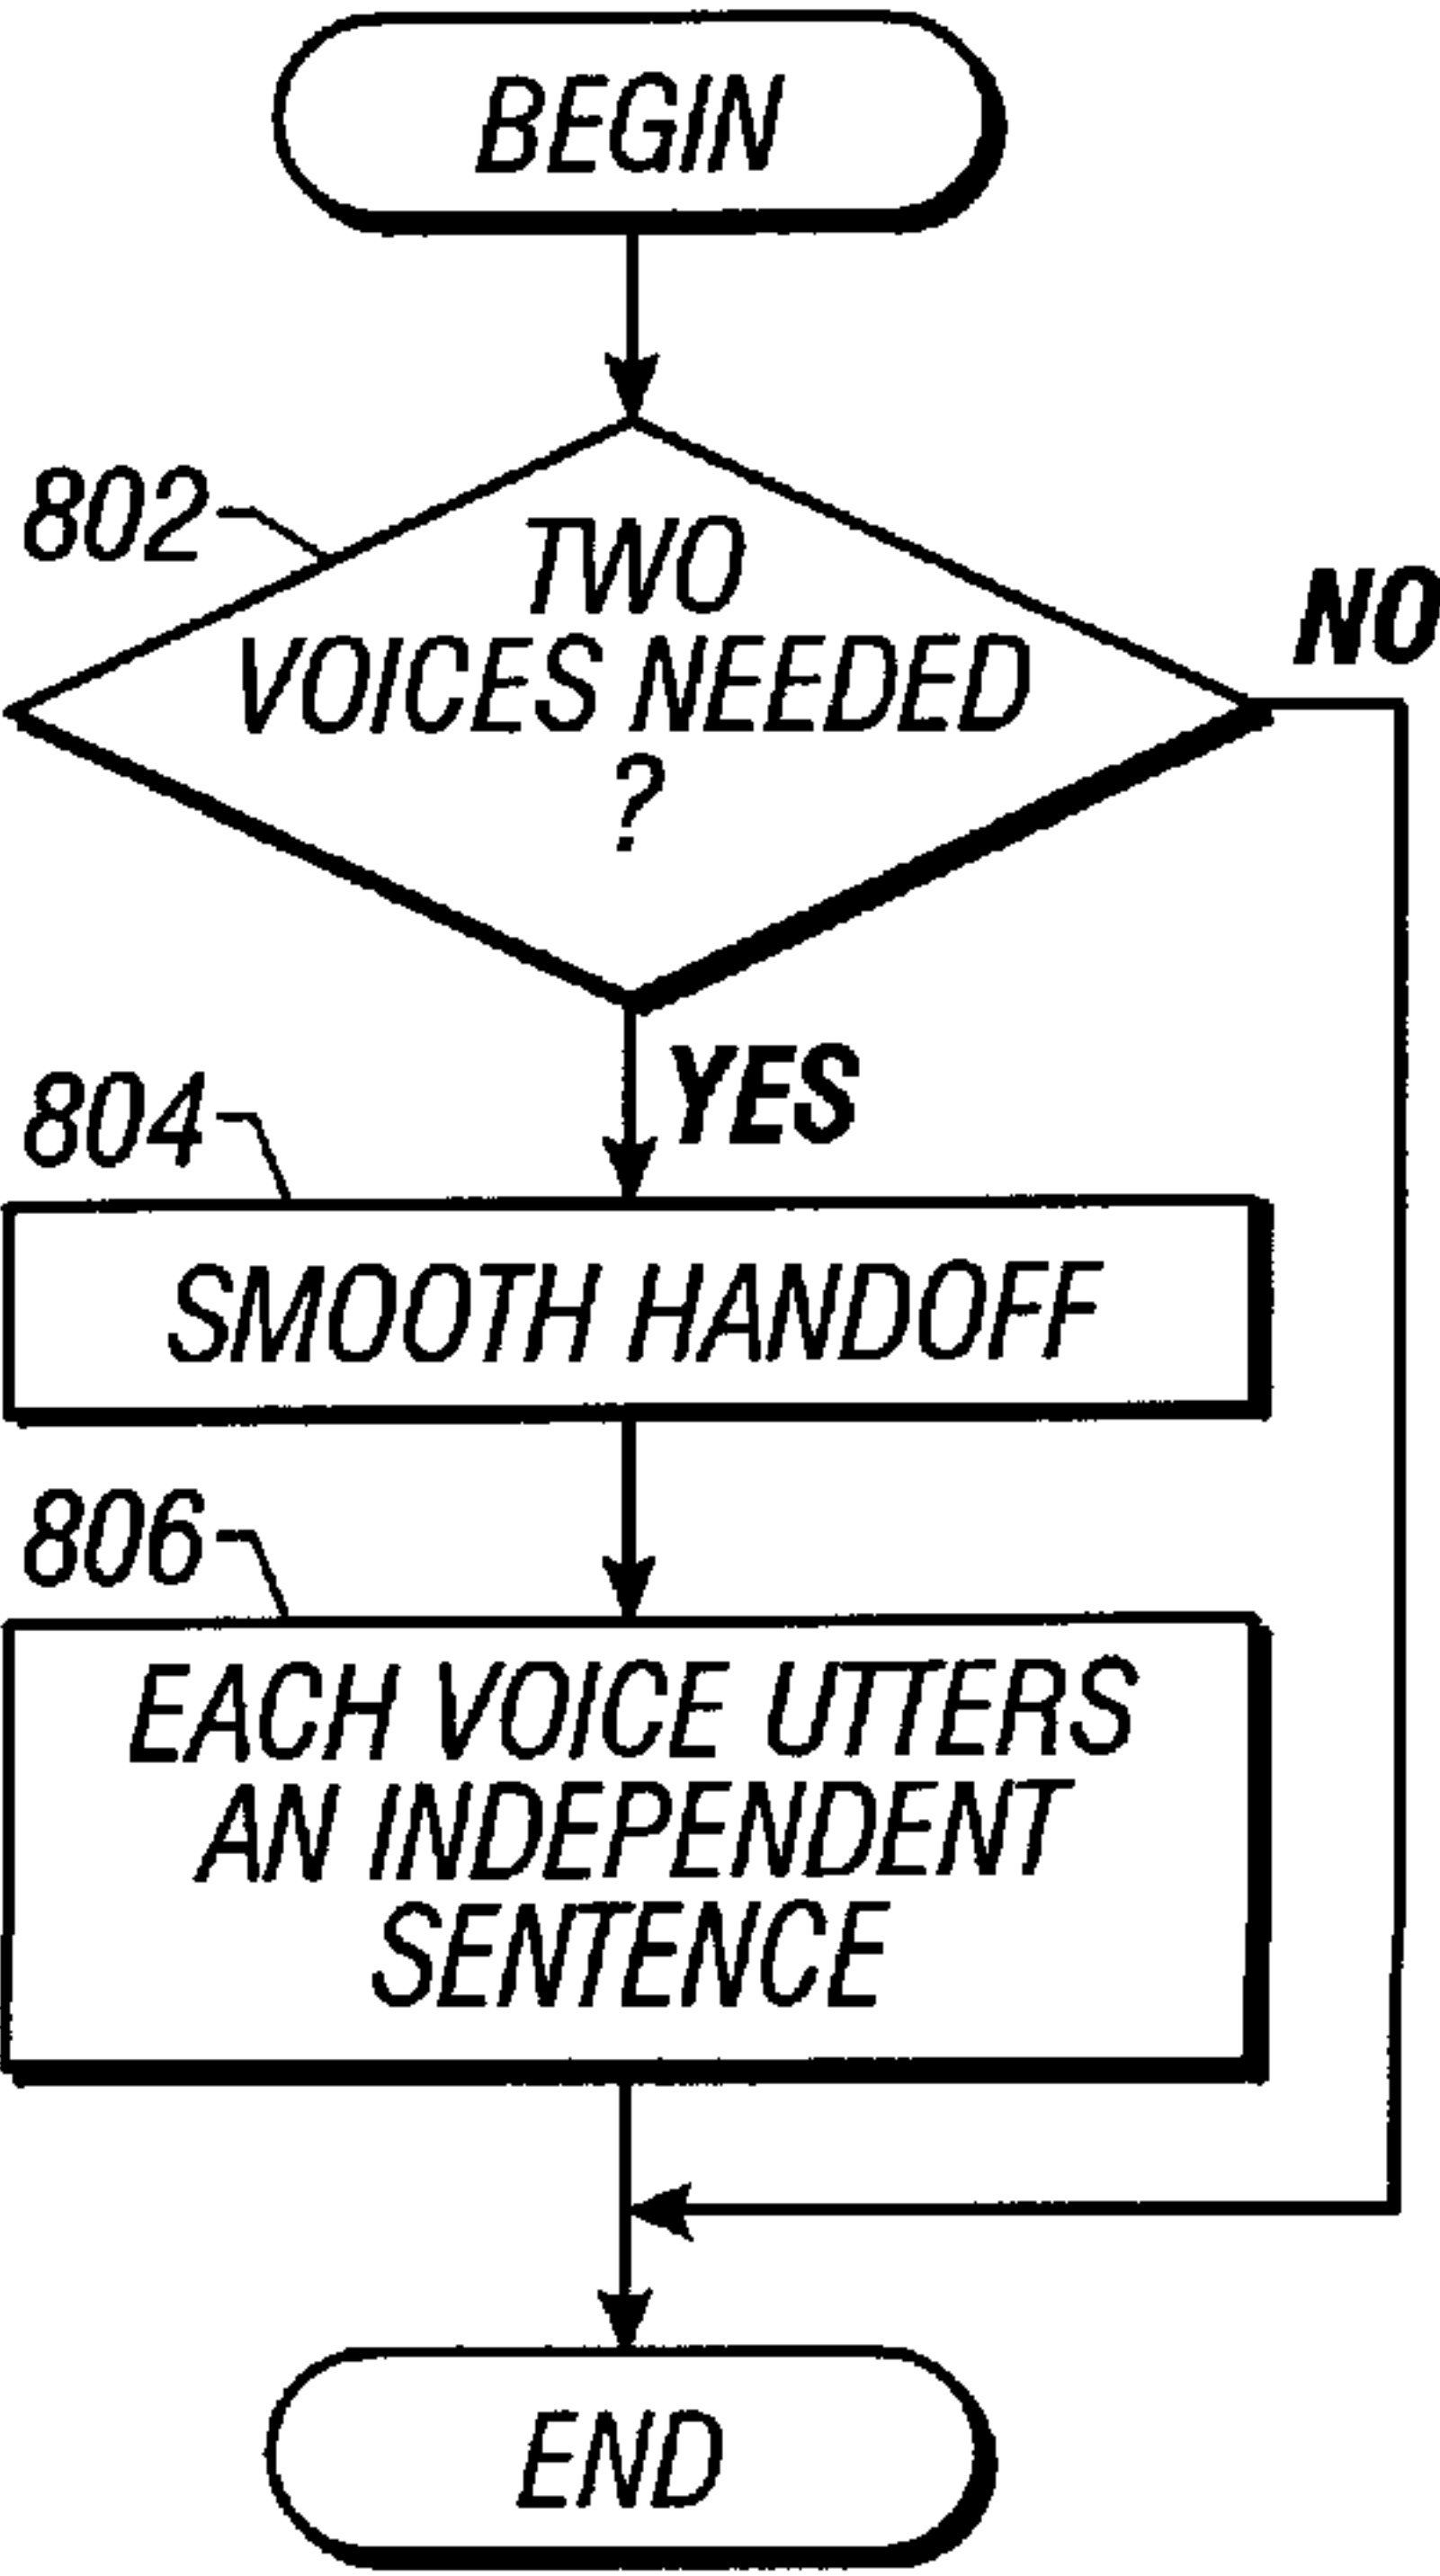 BEGIN
802
TWO
VOICES NEEDED
?
NO
YES
804
SMOOTH HANDOFF
806
EACH VOICE UTTERS
AN INDEPENDENT
SENTENCE
END